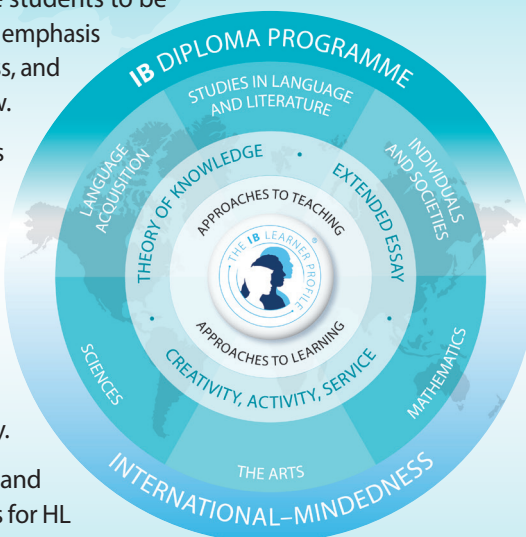 students to be
emphasis
and
s
y.
and
s for HL
IB DIPLOMA PROGRAMME
STUDIES IN LANGUAGE
AND LITERATURE
LANGUAGE
ACQUISITION
INDIVIDUALS
AND SOCIETIES
THEORY OF KNOWLEDGE
EXTENDED ESSAY
APPROACHES TO TEACHING
THE IB LEARNER PROFILE ®
APPROACHES TO LEARNING
CREATIVITY, ACTIVITY, SERVICE
SCIENCES
MATHEMATICS
THE ARTS
INTERNATIONAL–MINDEDNESS